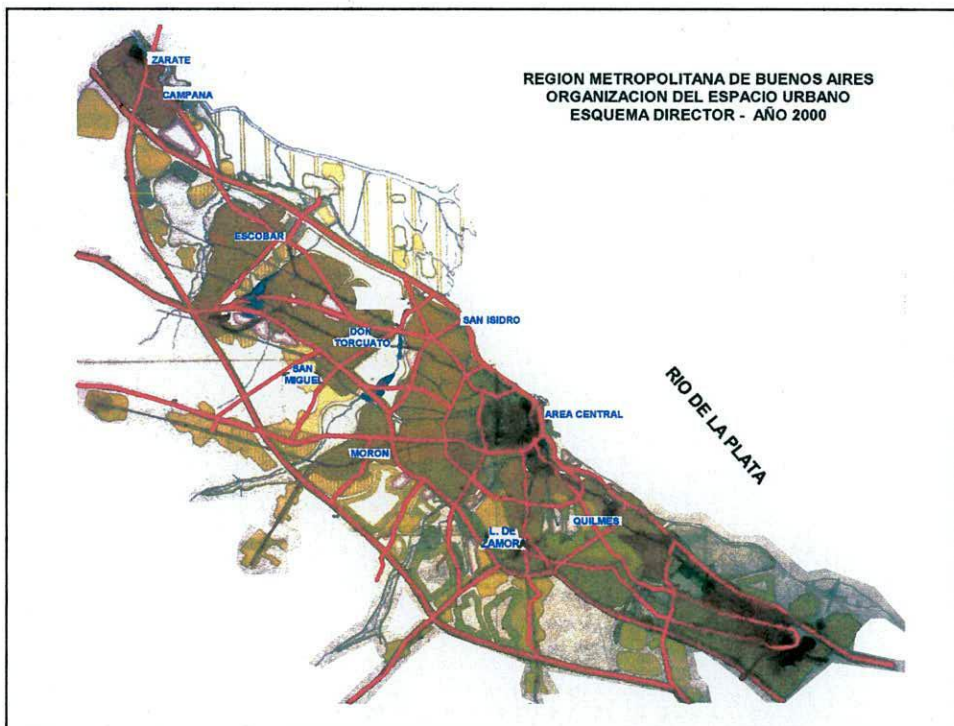 REGION METROPOLITANA DE BUENOS AIRES
ORGANIZACION DEL ESPACIO URBANO
ESQUEMA DIRECTOR - AÑO 2000
ZARATE
CAMPANA
ESCOBAR
SAN ISIDRO
DON
TORCUATO
SAN
MIGUEL
AREA CENTRAL
RIO DE LA PLATA
MORON
QUILMES
L. DE
ZAMORA